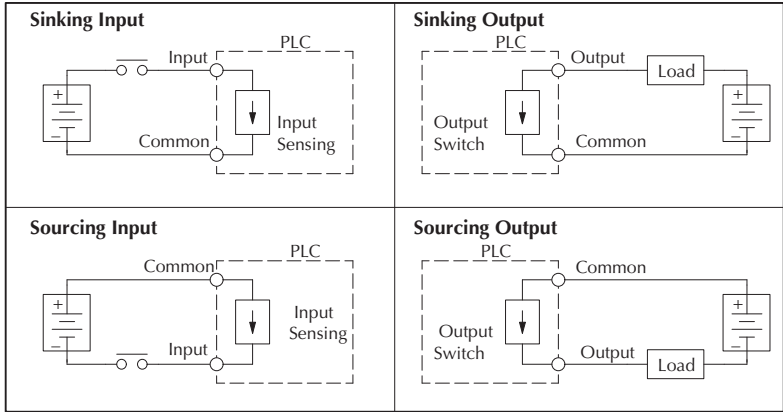 Sinking Input
PLC
Input
+
−
Input
Sensing
Common
Sinking Output
PLC
Output
Load
+
−
Output
Switch
Common
Sourcing Input
PLC
Common
+
−
Input
Sensing
Input
Sourcing Output
PLC
Common
+
−
Output
Switch
Output
Load